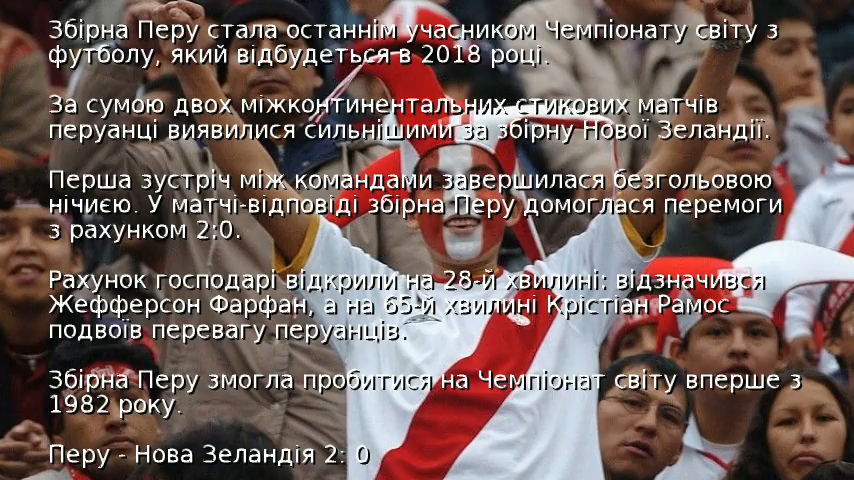 Збірна Перу стала останнім учасником Чемпіонату світу з
футболу, який відбудеться в 2018 році.
За сумою двох міжконтинентальних стикових матчів
перуанці виявилися сильнішими за збірну Нової Зеландії.
Перша зустріч між командами завершилася безгольовою
нічиєю. У матчі-відповіді збірна Перу домоглася перемоги
з рахунком 2:0.
Рахунок господарі відкрили на 28-й хвилині: відзначився
Жефферсон Фарфан, а на 65-й хвилині Крістіан Рамос
подвоїв перевагу перуанців.
Збірна Перу змогла пробитися на Чемпіонат світу вперше з
1982 року.
Перу - Нова Зеландія 2: 0